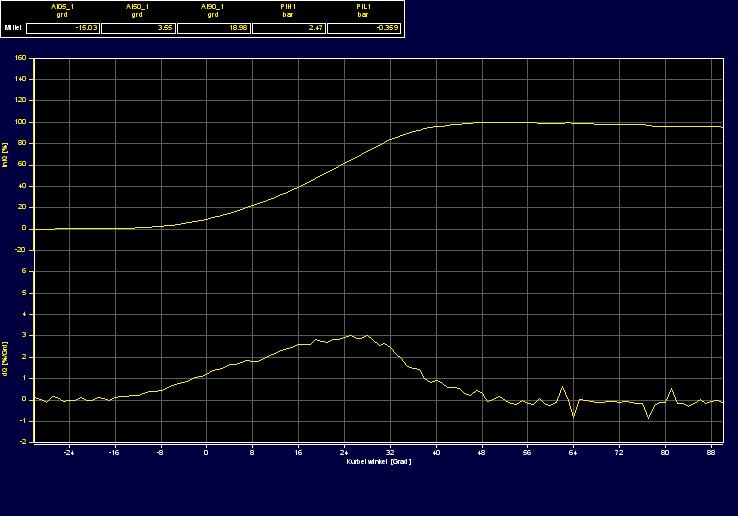 AI05_1 AI50_1 AI90_1 PIH1 PIL1
grd grd grd bar bar
Mittel -15.03 3.55 18.98 2.47 -0.359
160
140
120
100
80
60
40
20
0
-20
IntQ [%]
6
5
4
3
2
1
0
-1
-2
dQ [%/Grd]
-24 -16 -8 0 8 16 24 32 40 48 56 64 72 80 88
Kurbelwinkel [Grad]